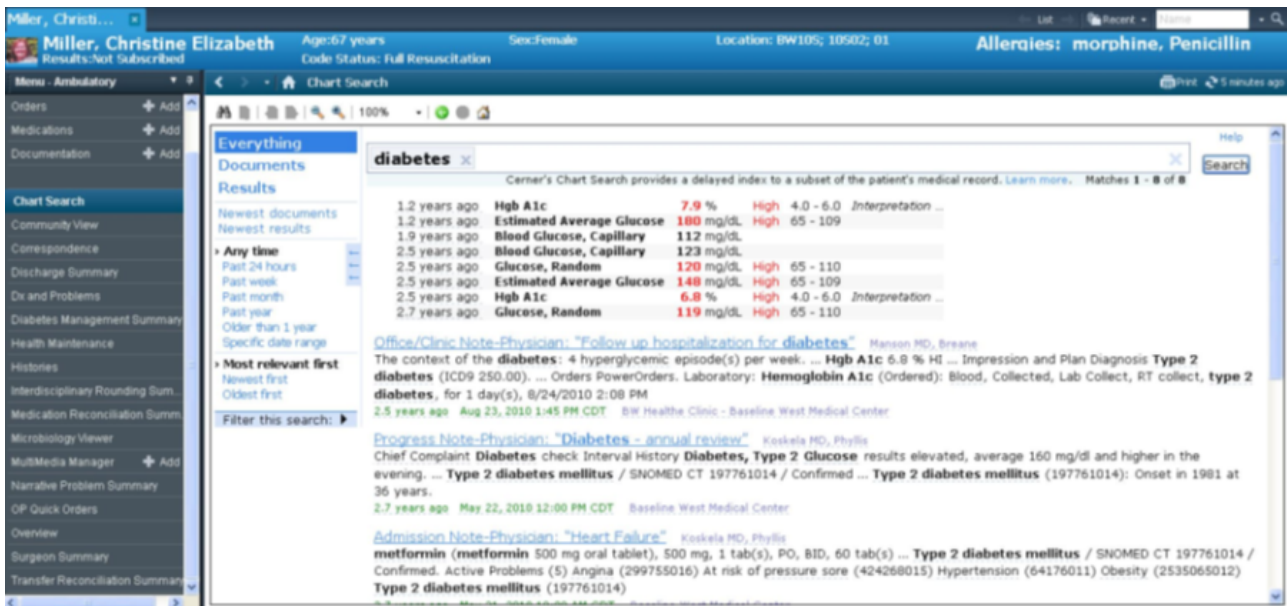 Miller, Christi...
List
Recent
Name
Miller, Christine Elizabeth
Age:67 years
Sex:Female
Location: BW10S; 10S02; 01
Allergies: morphine, Penicillin
Results:Not Subscribed
Code Status: Full Resuscitation
Menu - Ambulatory
Chart Search
Print
5 minutes ago
Orders
Add
Medications
Add
Documentation
Add
Chart Search
Community View
Correspondence
Discharge Summary
Dx and Problems
Diabetes Management Summary
Health Maintenance
Histories
Interdisciplinary Rounding Sum..
Medication Reconciliation Summ..
Microbiology Viewer
MultiMedia Manager
Add
Narrative Problem Summary
OP Quick Orders
Overview
Surgeon Summary
Transfer Reconciliation Summary
100%
Everything
Documents
Results
Newest documents
Newest results
Any time
Past 24 hours
Past week
Past month
Past year
Older than 1 year
Specific date range
Most relevant first
Newest first
Oldest first
Filter this search:
Help
diabetes x
Search
Cerner's Chart Search provides a delayed index to a subset of the patient's medical record. Learn more. Matches 1 - 8 of 8
1.2 years ago Hgb A1c 7.9 % High 4.0 - 6.0 Interpretation ...
1.2 years ago Estimated Average Glucose 180 mg/dL High 65 - 109
1.9 years ago Blood Glucose, Capillary 112 mg/dL
2.5 years ago Blood Glucose, Capillary 123 mg/dL
2.5 years ago Glucose, Random 120 mg/dL High 65 - 110
2.5 years ago Estimated Average Glucose 148 mg/dL High 65 - 109
2.5 years ago Hgb A1c 6.8 % High 4.0 - 6.0 Interpretation ...
2.7 years ago Glucose, Random 119 mg/dL High 65 - 110
Office/Clinic Note-Physician: "Follow up hospitalization for diabetes" Manson MD, Breane
The context of the diabetes: 4 hyperglycemic episode(s) per week. ... Hgb A1c 6.8 % HI ... Impression and Plan Diagnosis Type 2
diabetes (ICD9 250.00). ... Orders PowerOrders. Laboratory: Hemoglobin A1c (Ordered): Blood, Collected, Lab Collect, RT collect, type 2
diabetes, for 1 day(s), 8/24/2010 2:08 PM
2.5 years ago Aug 23, 2010 1:45 PM CDT BW Healthe Clinic - Baseline West Medical Center
Progress Note-Physician: "Diabetes - annual review" Koskela MD, Phyllis
Chief Complaint Diabetes check Interval History Diabetes, Type 2 Glucose results elevated, average 160 mg/dl and higher in the
evening. ... Type 2 diabetes mellitus / SNOMED CT 197761014 / Confirmed ... Type 2 diabetes mellitus (197761014): Onset in 1981 at
36 years.
2.7 years ago May 22, 2010 12:00 PM CDT Baseline West Medical Center
Admission Note-Physician: "Heart Failure" Koskela MD, Phyllis
metformin (metformin 500 mg oral tablet), 500 mg, 1 tab(s), PO, BID, 60 tab(s) ... Type 2 diabetes mellitus / SNOMED CT 197761014 /
Confirmed. Active Problems (5) Angina (299755016) At risk of pressure sore (424268015) Hypertension (64176011) Obesity (2535065012)
Type 2 diabetes mellitus (197761014)